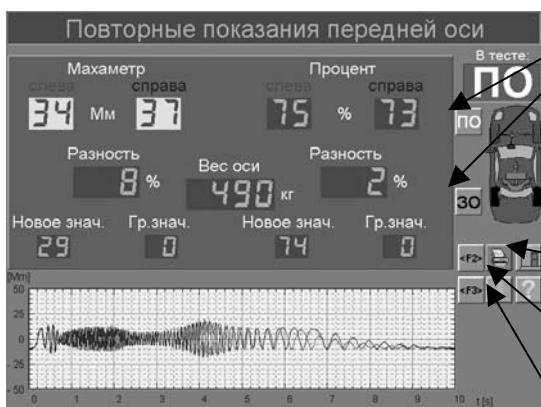 Повторные показания передней оси
В тесте:
ПО
Махаметр Процент
слева справа слева справа
34 Мм 37 75 % 73
ПО
Разность Вес оси Разность
8 % 490 кг 2 %
ЗО
Новое знач. Гр.знач. Новое знач. Гр.знач.
29 0 74 0
<F2>
<F3> ?
[Mm]
50
25
0
-25
-50
0 1 2 3 4 5 6 7 8 9 10 t [s]